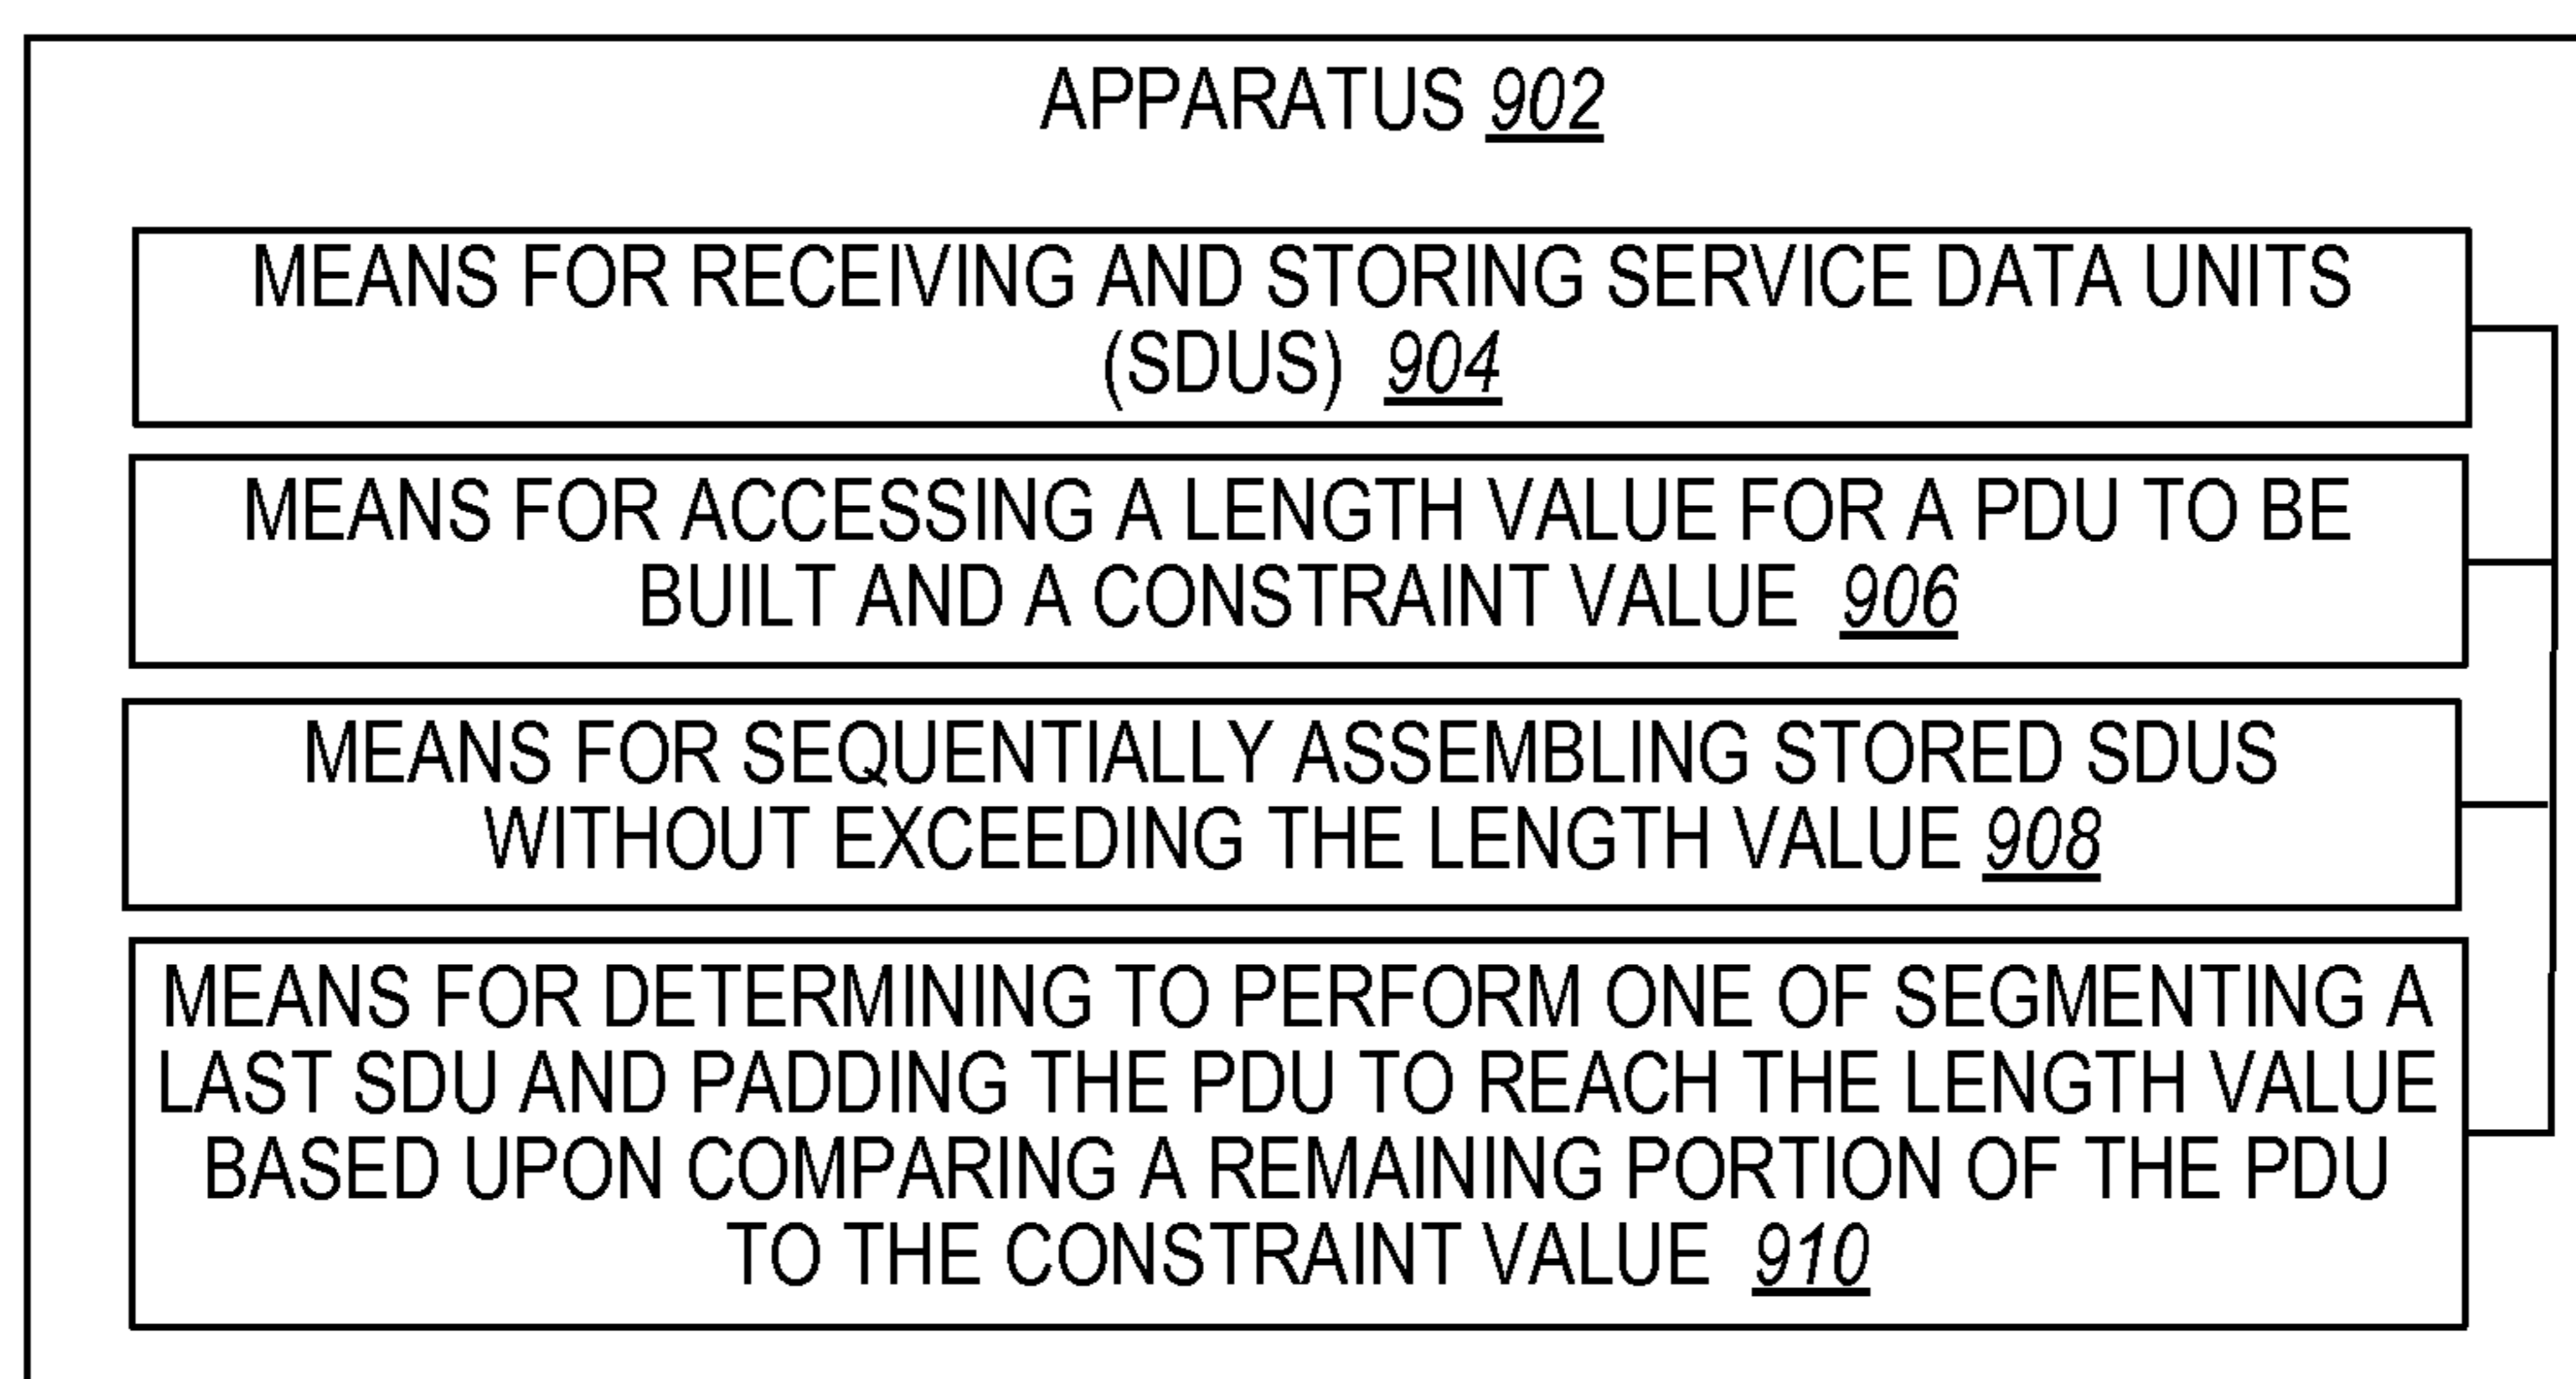 APPARATUS 902
MEANS FOR RECEIVING AND STORING SERVICE DATA UNITS
(SDUS) 904
MEANS FOR ACCESSING A LENGTH VALUE FOR A PDU TO BE
BUILT AND A CONSTRAINT VALUE 906
MEANS FOR SEQUENTIALLY ASSEMBLING STORED SDUS
WITHOUT EXCEEDING THE LENGTH VALUE 908
MEANS FOR DETERMINING TO PERFORM ONE OF SEGMENTING A
LAST SDU AND PADDING THE PDU TO REACH THE LENGTH VALUE
BASED UPON COMPARING A REMAINING PORTION OF THE PDU
TO THE CONSTRAINT VALUE 910